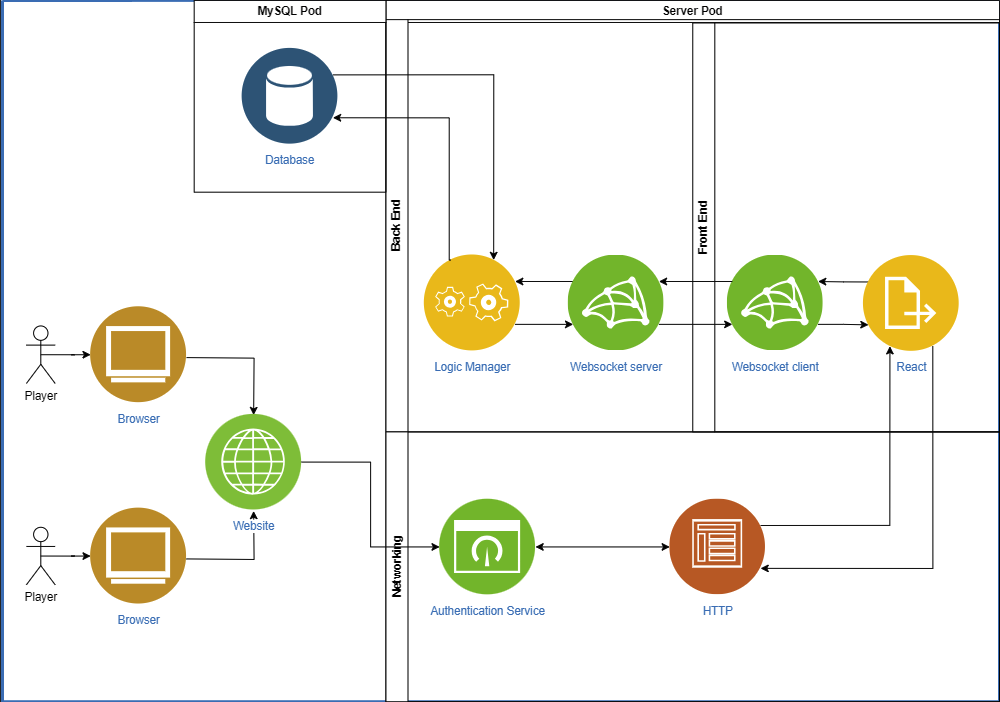 MySQL Pod
Server Pod
Database
Back End
Front End
Logic Manager
Websocket server
Websocket client
React
Player
Browser
Website
Player
Browser
Networking
Authentication Service
HTTP